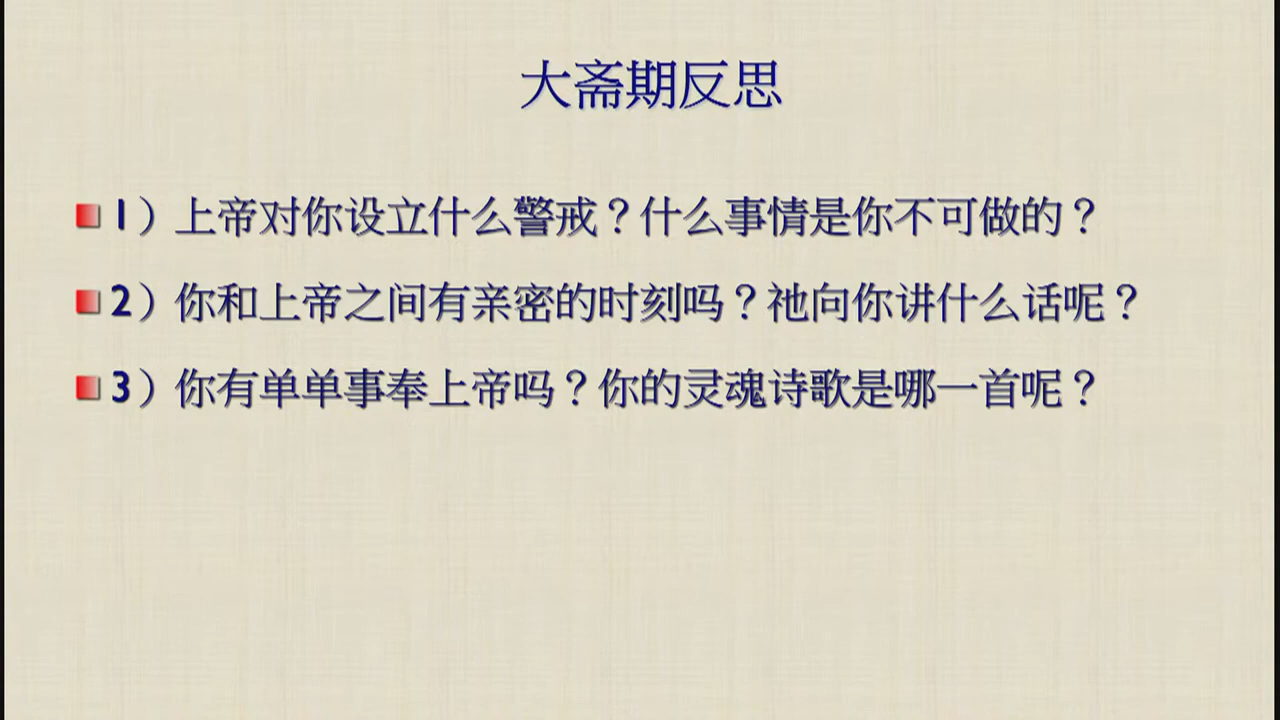 大斋期反思
1）上帝对你设立什么警戒？什么事情是你不可做的？
2）你和上帝之间有亲密的时刻吗？祂向你讲什么话呢？
3）你有单单事奉上帝吗？你的灵魂诗歌是哪一首呢？